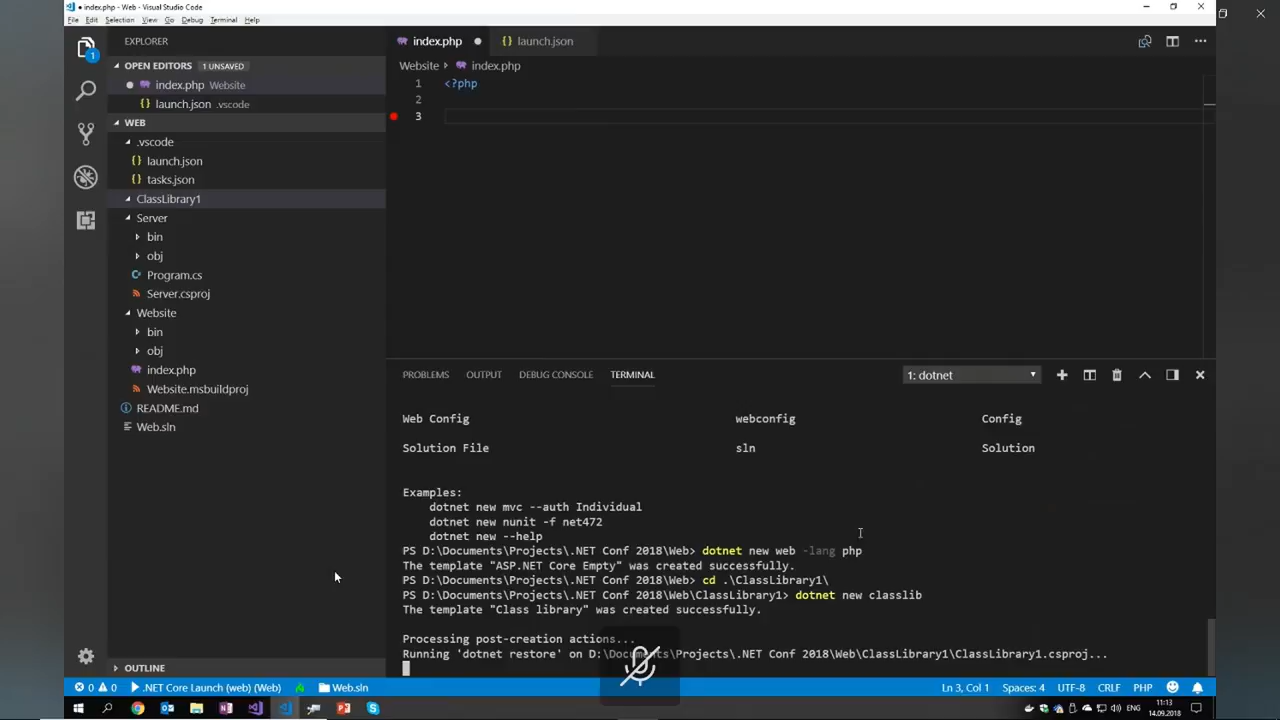 index.php - Web - Visual Studio Code
File Edit Selection View Go Debug Terminal Help
EXPLORER
OPEN EDITORS 1 UNSAVED
index.php Website
launch.json .vscode
WEB
.vscode
launch.json
tasks.json
ClassLibrary1
Server
bin
obj
Program.cs
Server.csproj
Website
bin
obj
index.php
Website.msbuildproj
README.md
Web.sln
OUTLINE
1
index.php launch.json
Website index.php
1 <?php
2
3
PROBLEMS OUTPUT DEBUG CONSOLE TERMINAL 1: dotnet
Web Config webconfig Config
Solution File sln Solution
Examples:
dotnet new mvc --auth Individual
dotnet new nunit -f net472
dotnet new --help
PS D:\Documents\Projects\.NET Conf 2018\Web> dotnet new web -lang php
The template "ASP.NET Core Empty" was created successfully.
PS D:\Documents\Projects\.NET Conf 2018\Web> cd .\ClassLibrary1\
PS D:\Documents\Projects\.NET Conf 2018\Web\ClassLibrary1> dotnet new classlib
The template "Class library" was created successfully.
Processing post-creation actions...
Running 'dotnet restore' on D:\Documents\Projects\.NET Conf 2018\Web\ClassLibrary1\ClassLibrary1.csproj...
0 0 .NET Core Launch (web) (Web) Web.sln Ln 3, Col 1 Spaces: 4 UTF-8 CRLF PHP
ENG 11:13
14.09.2018